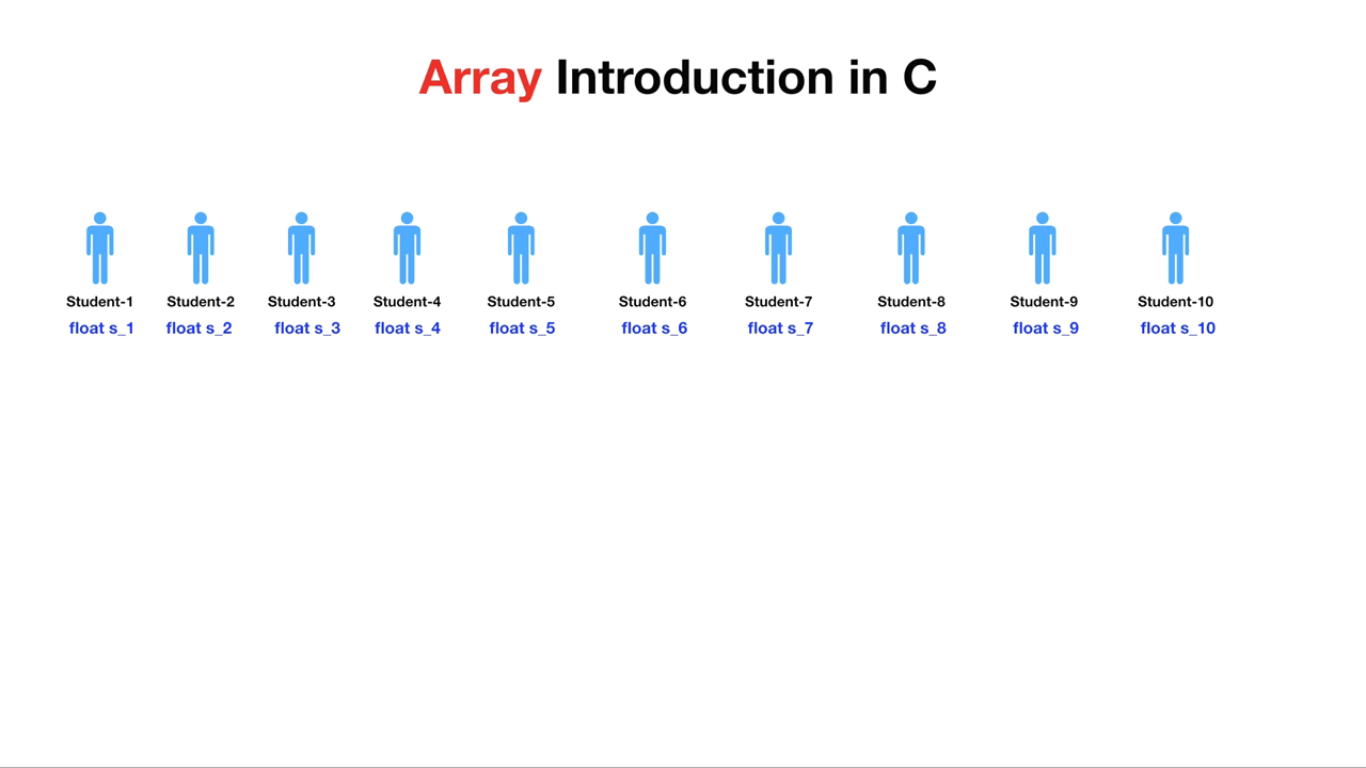 Array Introduction in C
Student-1 Student-2 Student-3 Student-4 Student-5 Student-6 Student-7 Student-8 Student-9 Student-10
float s_1 float s_2 float s_3 float s_4 float s_5 float s_6 float s_7 float s_8 float s_9 float s_10